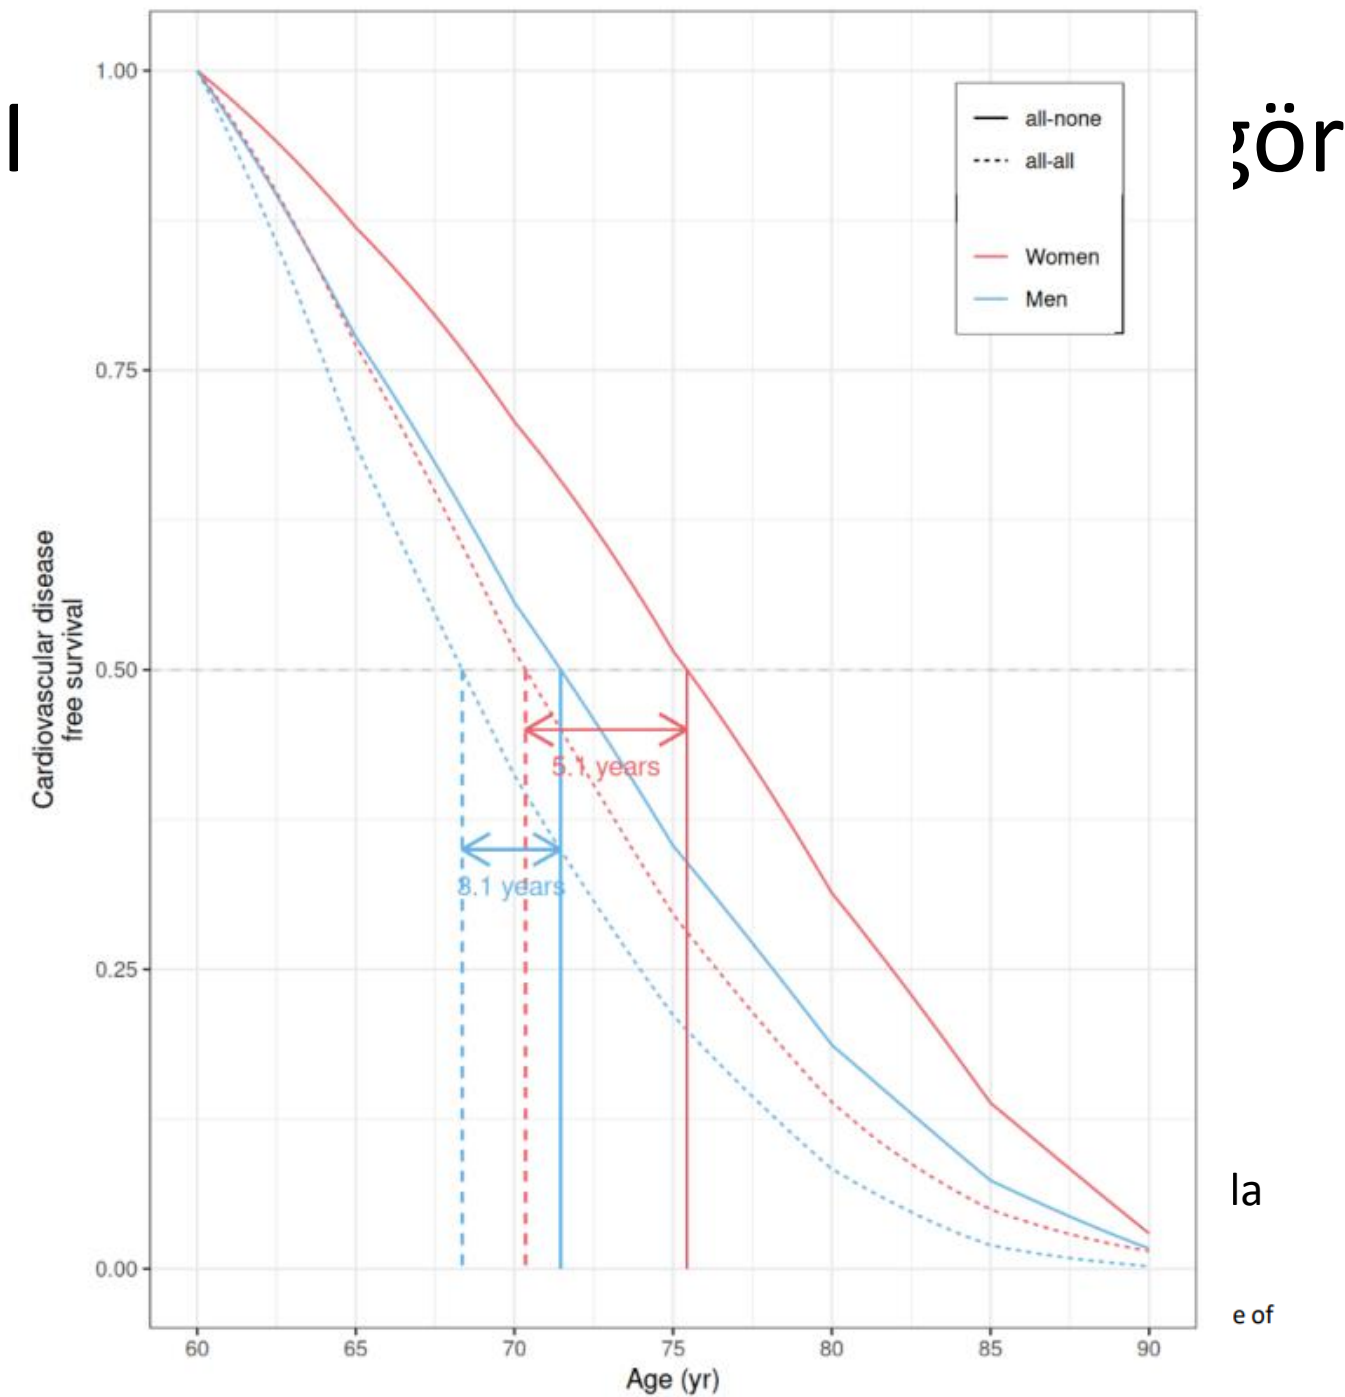 1.00
all-none
l
gör
all-all
Women
Men
0.75
Cardiovascular disease
free survival
0.50
5.1 years
3.1 years
0.25
la
0.00
e of
60 65 70 75 80 85 90
Age (yr)